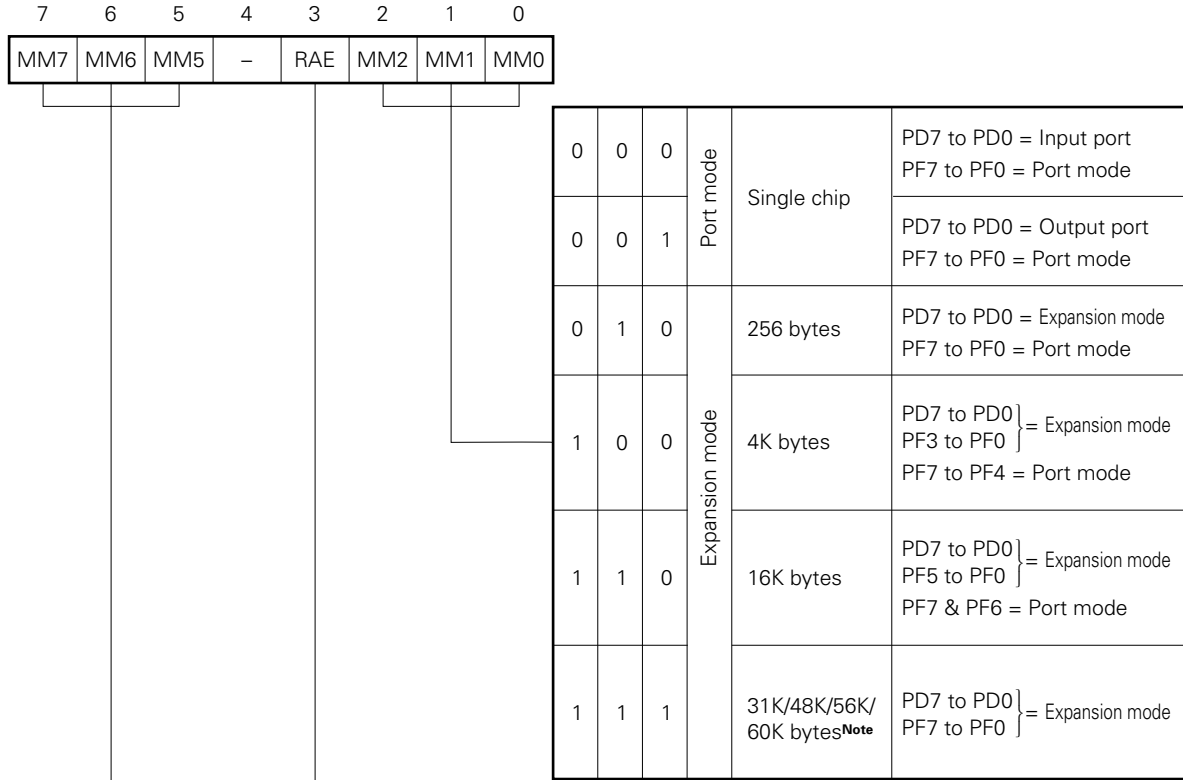 7 6 5 4 3 2 1 0
MM7 MM6 MM5 – RAE MM2 MM1 MM0
0 0 0 Port mode Single chip PD7 to PD0 = Input port
PF7 to PF0 = Port mode
0 0 1 PD7 to PD0 = Output port
PF7 to PF0 = Port mode
0 1 0 Expansion mode 256 bytes PD7 to PD0 = Expansion mode
PF7 to PF0 = Port mode
1 0 0 4K bytes PD7 to PD0
PF3 to PF0 } = Expansion mode
PF7 to PF4 = Port mode
1 1 0 16K bytes PD7 to PD0
PF5 to PF0 } = Expansion mode
PF7 & PF6 = Port mode
1 1 1 31K/48K/56K/
60K bytesNote PD7 to PD0
PF7 to PF0 } = Expansion mode